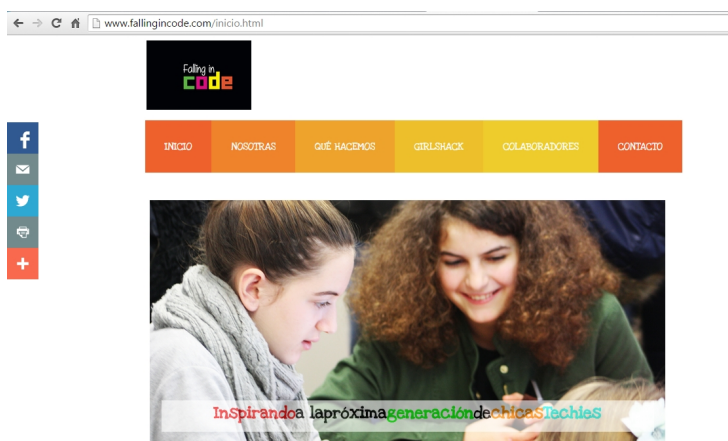 www.fallingincode.com/inicio.html
Falling in
code
INICIO NOSOTRAS QUÉ HACEMOS GIRLSHACK COLABORADORES CONTACTO
Inspirandoa lapróximageneracióndechicasTechies